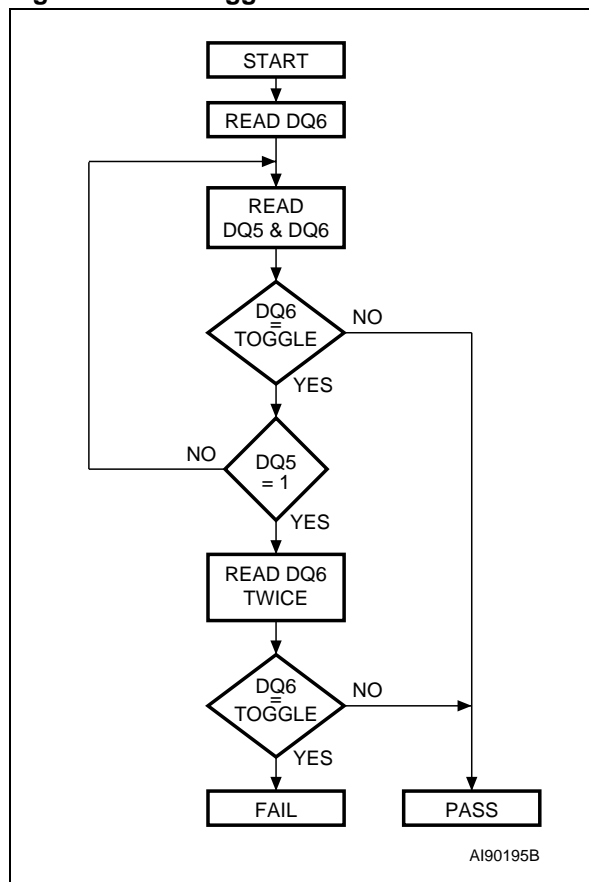 START
READ DQ6
READ
DQ5 & DQ6
DQ6
=
TOGGLE
NO
YES
NO
DQ5
= 1
YES
READ DQ6
TWICE
DQ6
=
TOGGLE
NO
YES
FAIL
PASS
AI90195B